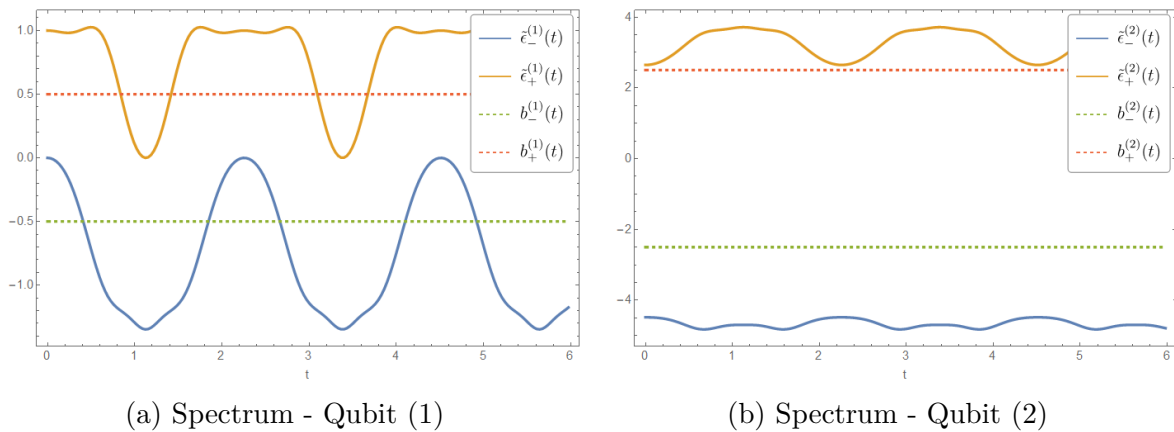 1.0
0.5
0.0
−0.5
−1.0
0
1
2
3
4
5
6
t
ϵ̃₋⁽¹⁾(t)
ϵ̃₊⁽¹⁾(t)
b₋⁽¹⁾(t)
b₊⁽¹⁾(t)
(a) Spectrum - Qubit (1)
4
2
0
−2
−4
0
1
2
3
4
5
6
t
ϵ̃₋⁽²⁾(t)
ϵ̃₊⁽²⁾(t)
b₋⁽²⁾(t)
b₊⁽²⁾(t)
(b) Spectrum - Qubit (2)